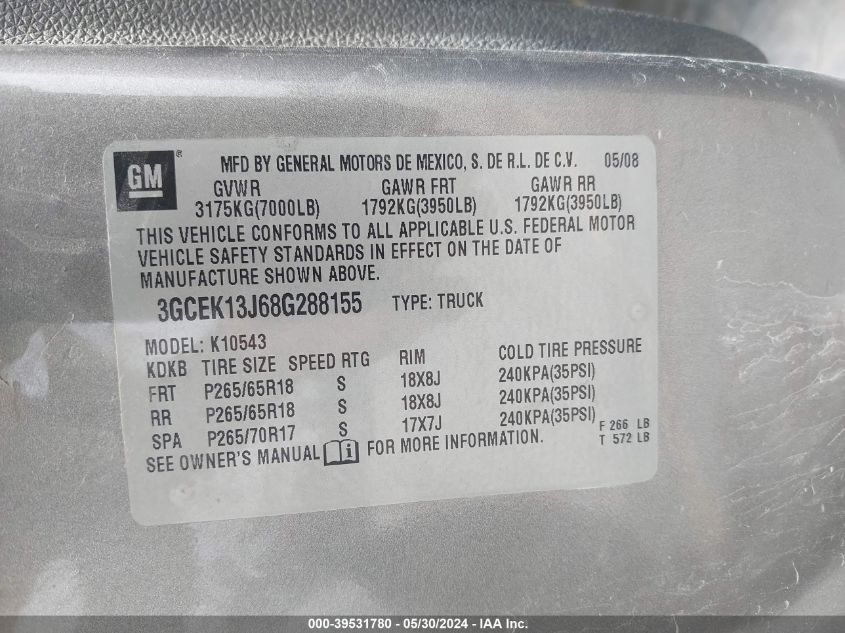 GM ® MFD BY GENERAL MOTORS DE MEXICO, S. DE R.L. DE C.V. 05/08
GVWR GAWR FRT GAWR RR
3175KG(7000LB) 1792KG(3950LB) 1792KG(3950LB)
THIS VEHICLE CONFORMS TO ALL APPLICABLE U.S. FEDERAL MOTOR
VEHICLE SAFETY STANDARDS IN EFFECT ON THE DATE OF
MANUFACTURE SHOWN ABOVE.
3GCEK13J68G288155 TYPE: TRUCK
MODEL: K10543
KDKB TIRE SIZE SPEED RTG RIM COLD TIRE PRESSURE
FRT P265/65R18 S 18X8J 240KPA(35PSI)
RR P265/65R18 S 18X8J 240KPA(35PSI)
SPA P265/70R17 S 17X7J 240KPA(35PSI) F 266 LB
SEE OWNER'S MANUAL i FOR MORE INFORMATION. T 572 LB
000-39531780 - 05/30/2024 - IAA Inc.